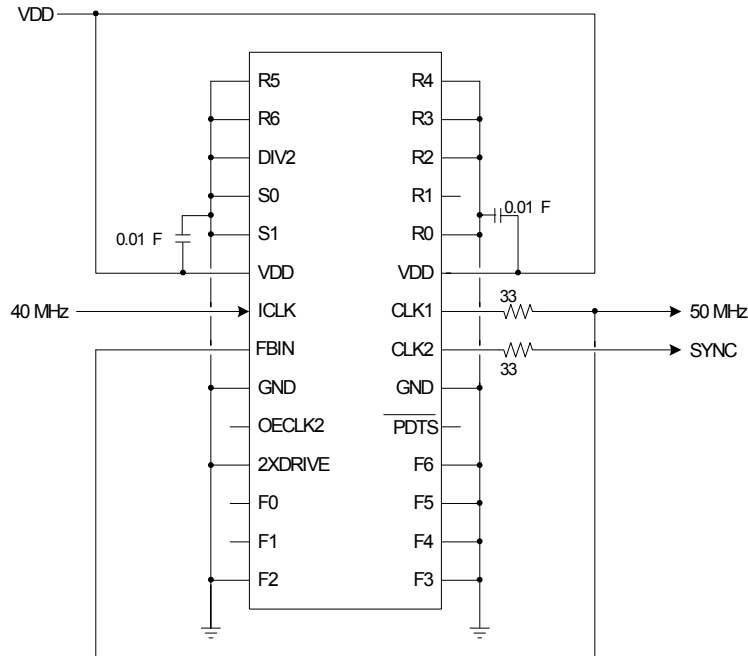 VDD
R5 R4
R6 R3
DIV2 R2
S0 R1
0.01 F
0.01 F S1 R0
VDD VDD
33
40 MHz ICLK CLK1 50 MHz
FBIN CLK2 SYNC
33
GND GND
OECLK2 PDTS
2XDRIVE F6
F0 F5
F1 F4
F2 F3